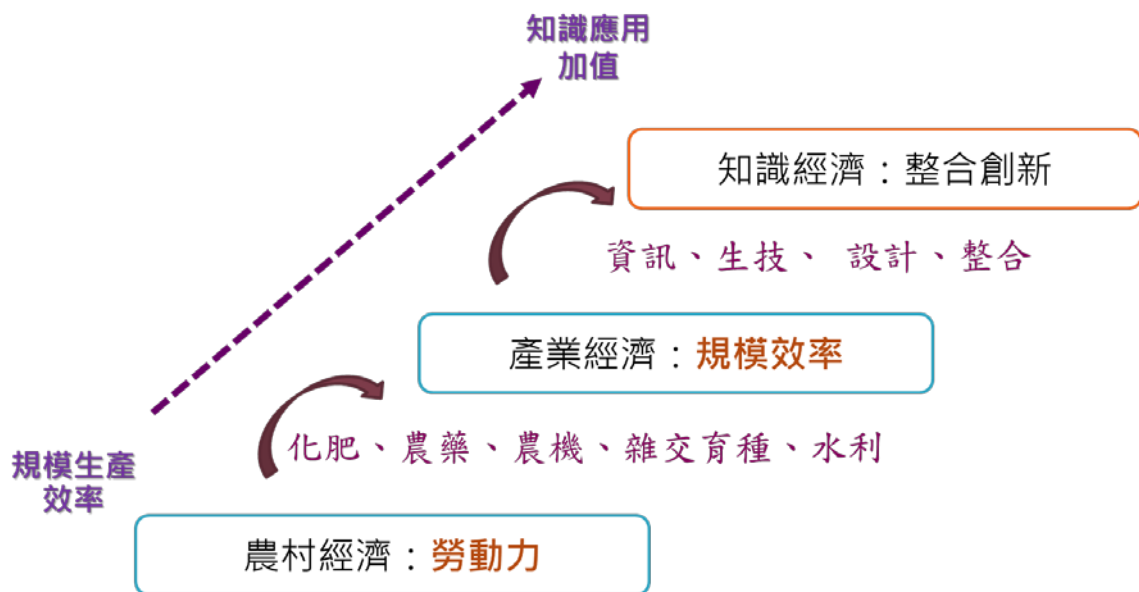 知識應用
加值
知識經濟：整合創新
資訊、生技、 設計、整合
產業經濟：規模效率
化肥、農藥、農機、雜交育種、水利
規模生產
效率
農村經濟：勞動力